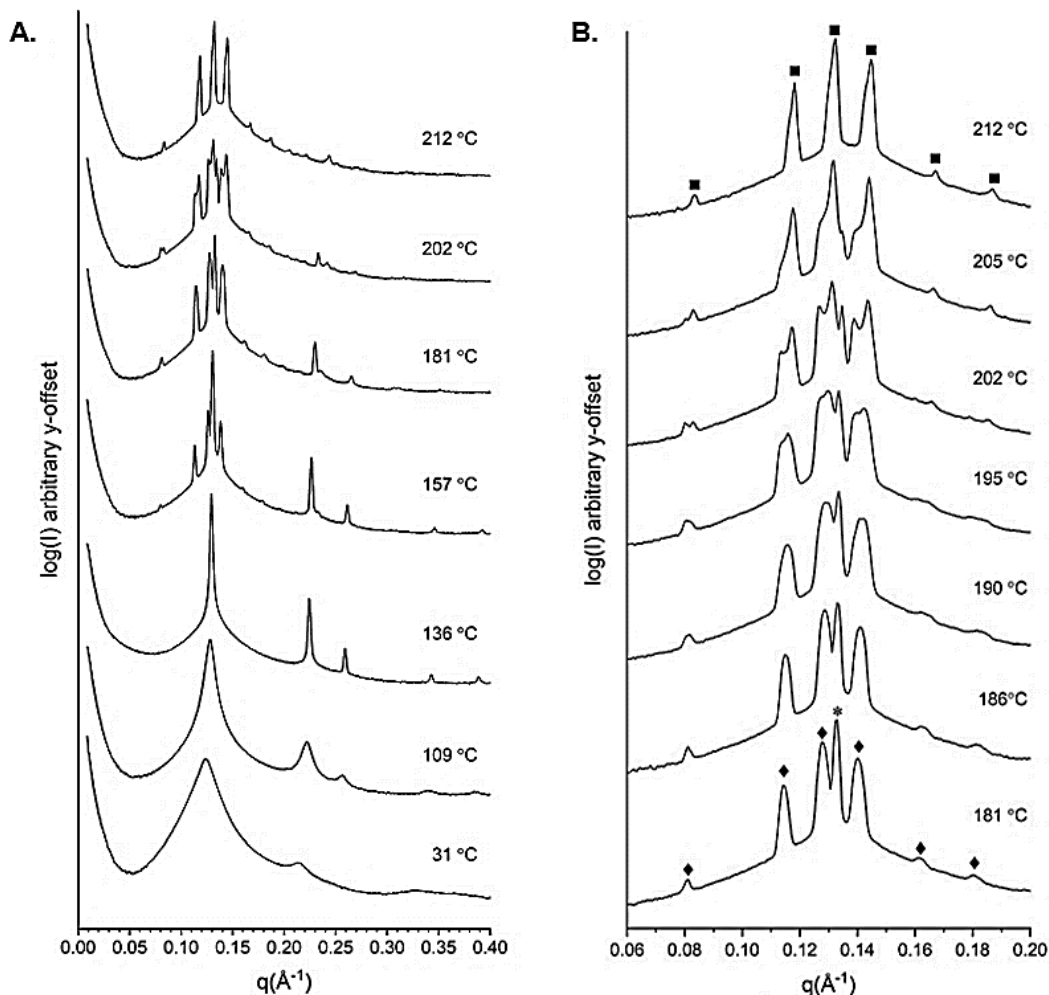 A.
212 °C
202 °C
181 °C
157 °C
136 °C
109 °C
31 °C
log(I) arbitrary y-offset
0.00 0.05 0.10 0.15 0.20 0.25 0.30 0.35 0.40
q(Å⁻¹)
B.
212 °C
205 °C
202 °C
195 °C
190 °C
186°C
*
181 °C
log(I) arbitrary y-offset
0.06 0.08 0.10 0.12 0.14 0.16 0.18 0.20
q(Å⁻¹)